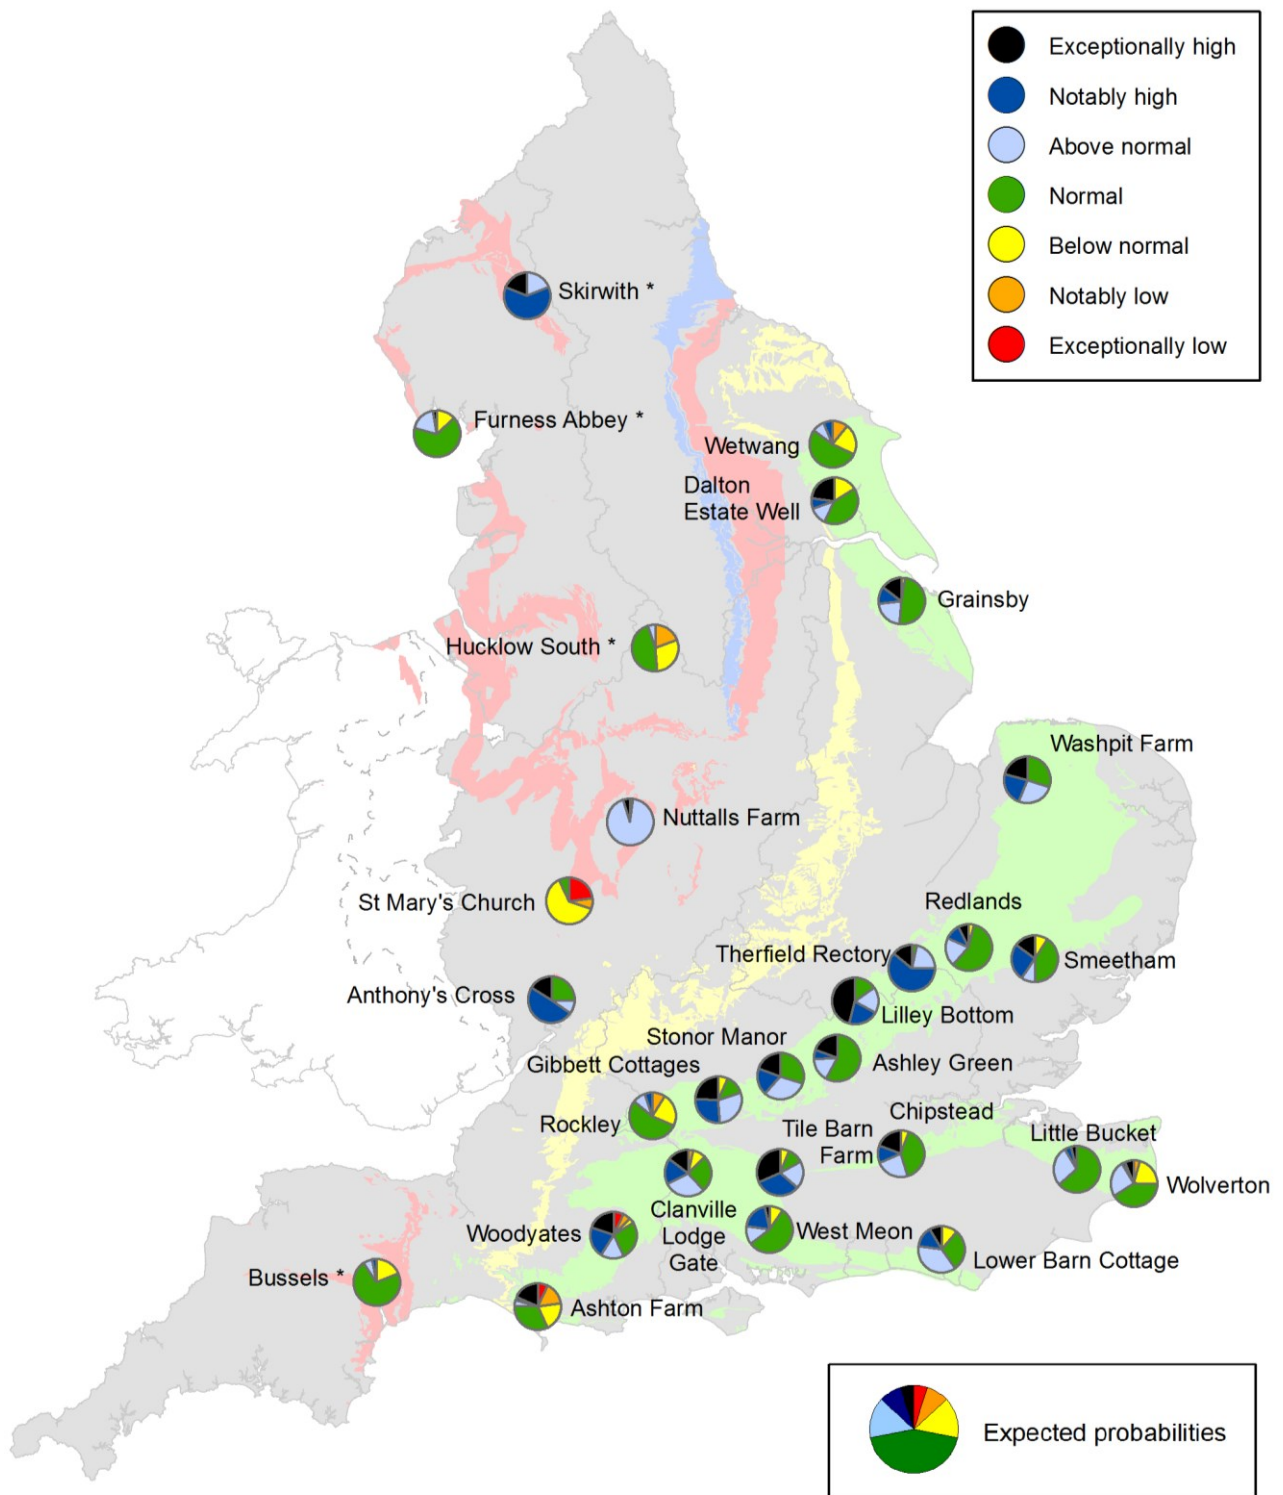 Exceptionally high
Notably high
Above normal
Normal
Below normal
Notably low
Exceptionally low
Skirwith *
Furness Abbey *
Wetwang
Dalton
Estate Well
Grainsby
Hucklow South *
Washpit Farm
Nuttalls Farm
St Mary's Church
Redlands
Therfield Rectory
Smeetham
Anthony's Cross
Lilley Bottom
Stonor Manor
Gibbett Cottages
Ashley Green
Rockley
Chipstead
Tile Barn
Farm
Little Bucket
Wolverton
Clanville
Lodge
Gate
Woodyates
West Meon
Lower Barn Cottage
Bussels *
Ashton Farm
Expected probabilities